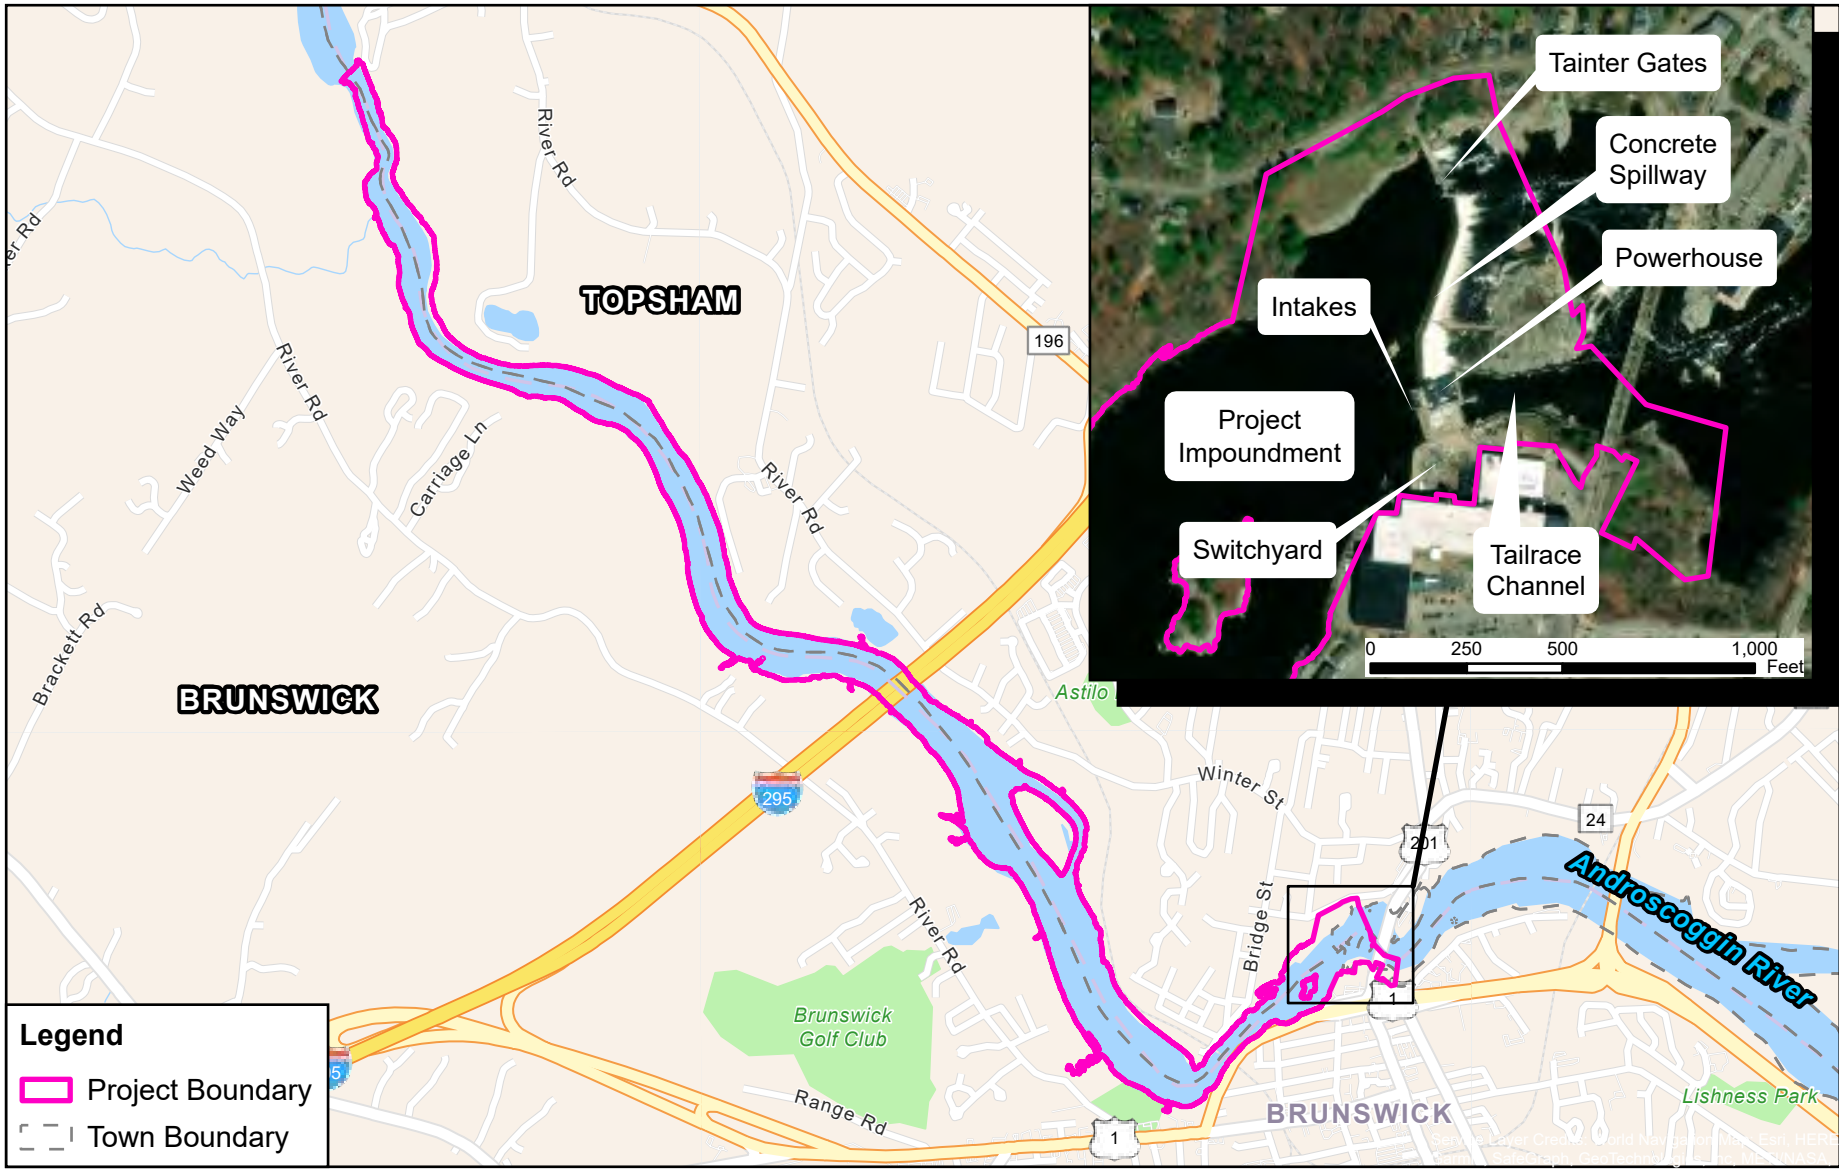 Tainter Gates
Concrete
Spillway
Powerhouse
Intakes
Project
Impoundment
Switchyard
Tailrace
Channel
0 250 500 1,000
Feet
River Rd
TOPSHAM
196
er Rd
River Rd
Weed Way
Carriage Ln
River Rd
Brackett Rd
BRUNSWICK
Astilo
295
Winter St
24
201
Androscoggin River
Bridge St
River Rd
1
Brunswick
Golf Club
Range Rd
1
BRUNSWICK
Lishness Park
5
Legend
Project Boundary
Town Boundary